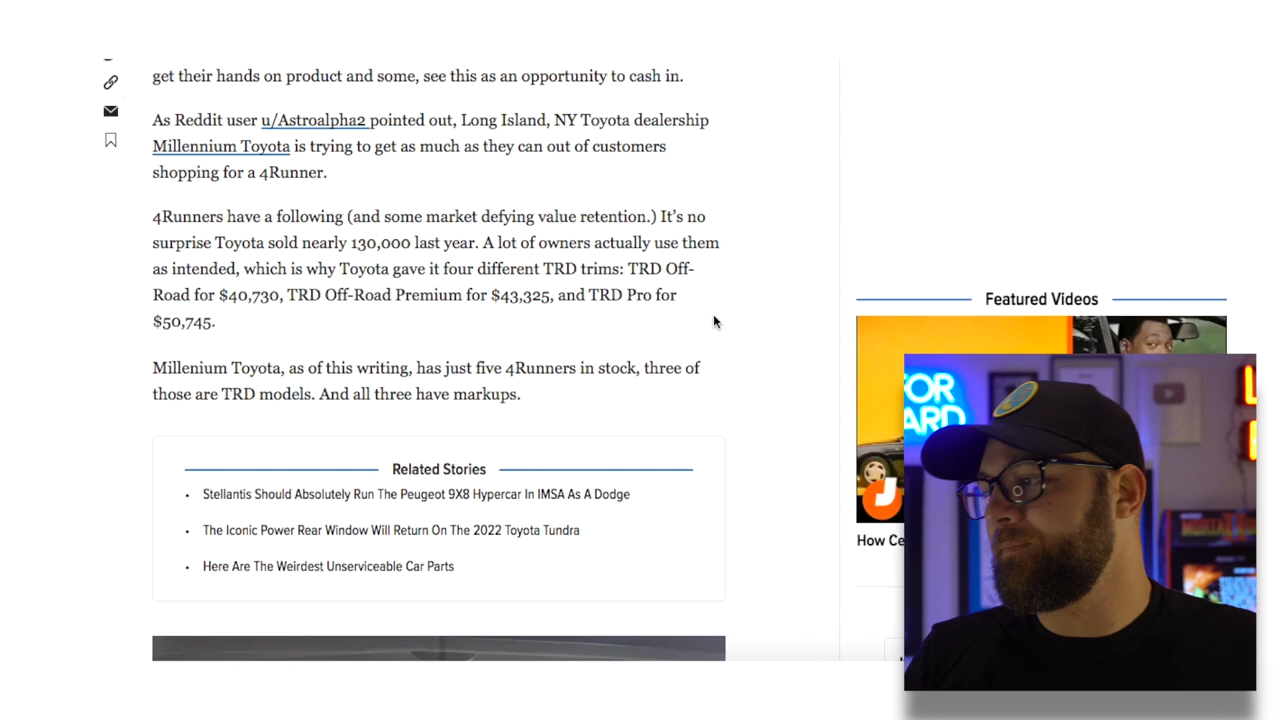 get their hands on product and some, see this as an opportunity to cash in.
As Reddit user u/Astroalpha2 pointed out, Long Island, NY Toyota dealership
Millennium Toyota is trying to get as much as they can out of customers
shopping for a 4Runner.
4Runners have a following (and some market defying value retention.) It’s no
surprise Toyota sold nearly 130,000 last year. A lot of owners actually use them
as intended, which is why Toyota gave it four different TRD trims: TRD Off-
Road for $40,730, TRD Off-Road Premium for $43,325, and TRD Pro for
$50,745.
Millenium Toyota, as of this writing, has just five 4Runners in stock, three of
those are TRD models. And all three have markups.
Related Stories
• Stellantis Should Absolutely Run The Peugeot 9X8 Hypercar In IMSA As A Dodge
• The Iconic Power Rear Window Will Return On The 2022 Toyota Tundra
• Here Are The Weirdest Unserviceable Car Parts
Featured Videos
How Ce
OR
ARD